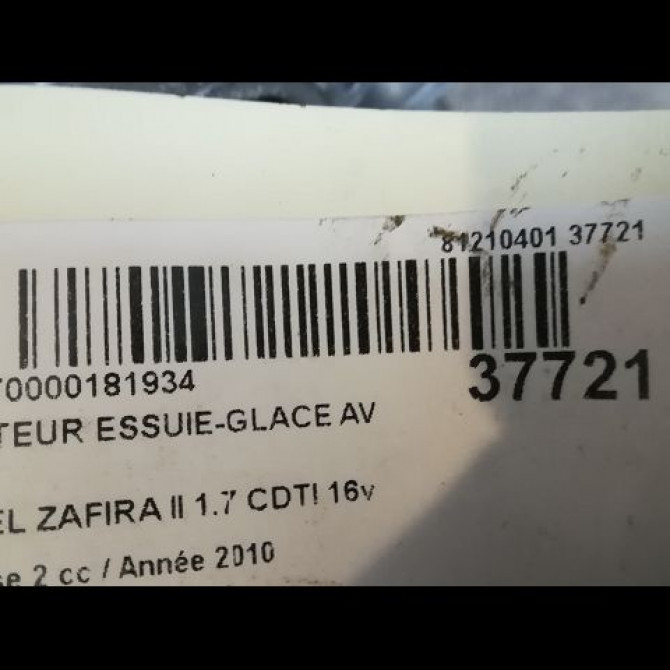 81210401 37721
70000181934
37721
TEUR ESSUIE-GLACE AV
EL ZAFIRA II 1.7 CDTI 16v
se 2 cc / Année 2010